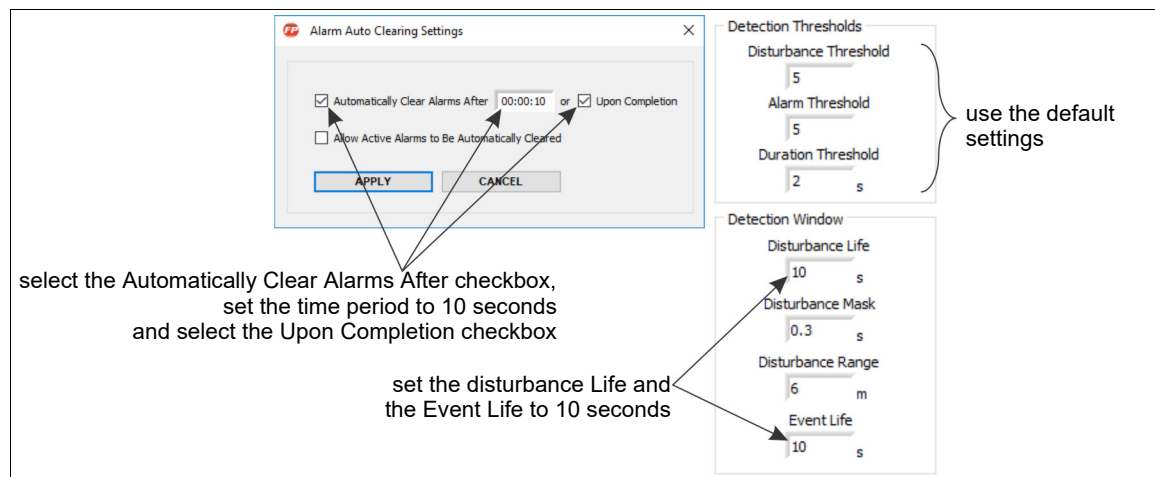 FP Alarm Auto Clearing Settings
Automatically Clear Alarms After 00:00:10 or Upon Completion
Allow Active Alarms to Be Automatically Cleared
APPLY CANCEL
select the Automatically Clear Alarms After checkbox,
set the time period to 10 seconds
and select the Upon Completion checkbox
Detection Thresholds
Disturbance Threshold
5
Alarm Threshold
5
Duration Threshold
2 s
use the default
settings
Detection Window
Disturbance Life
10 s
Disturbance Mask
0.3 s
Disturbance Range
6 m
Event Life
10 s
set the disturbance Life and
the Event Life to 10 seconds